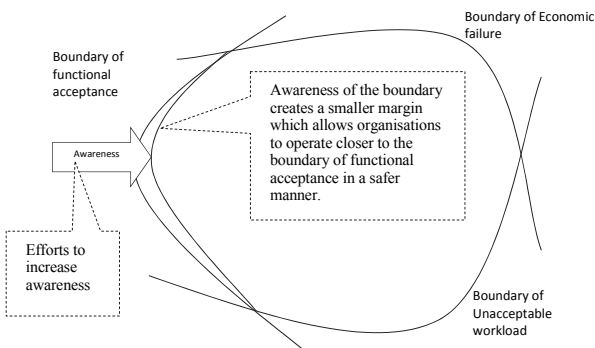 Boundary of Economic
failure
Boundary of
functional
acceptance
Awareness of the boundary
creates a smaller margin
which allows organisations
to operate closer to the
boundary of functional
acceptance in a safer
manner.
Awareness
Efforts to
increase
awareness
Boundary of
Unacceptable
workload